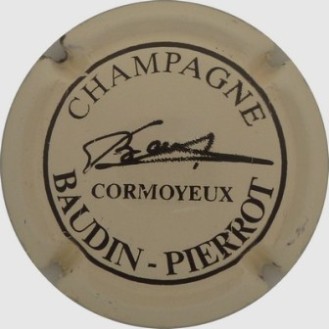 CHAMPAGNE
CORMOYEUX
BAUDIN - PIERROT